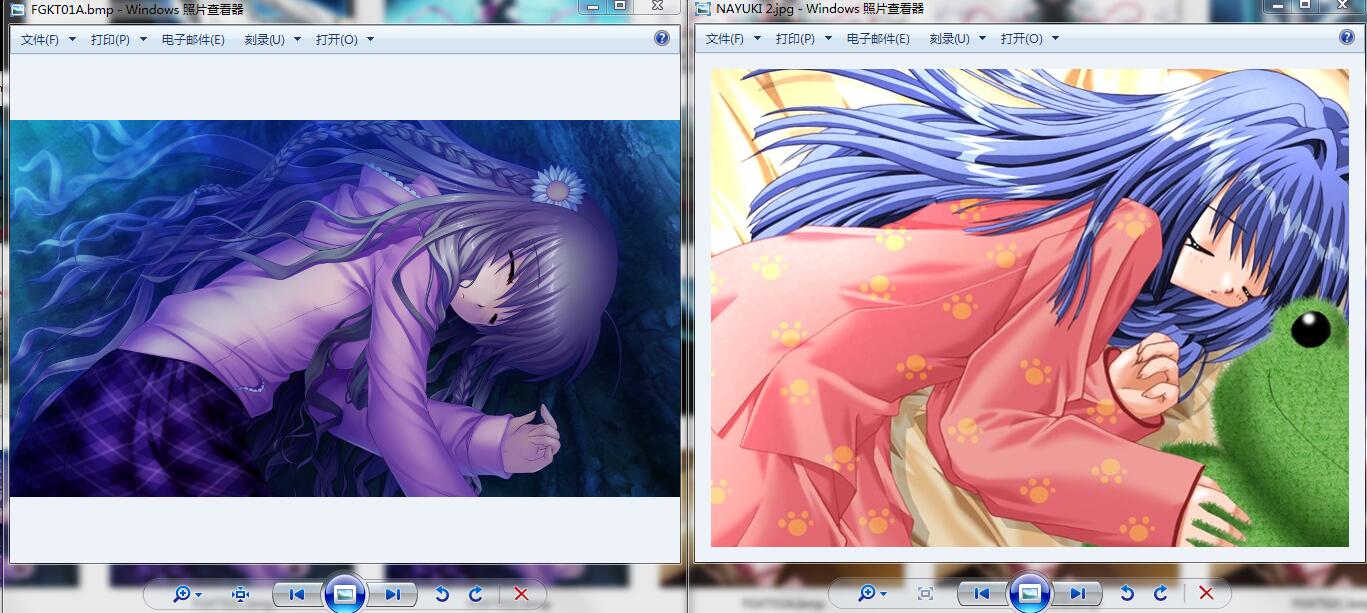 FGKT01A.bmp - Windows 照片查看器
文件(F) 打印(P) 电子邮件(E) 刻录(U) 打开(O)
NAYUKI 2.jpg - Windows 照片查看器
文件(F) 打印(P) 电子邮件(E) 刻录(U) 打开(O)